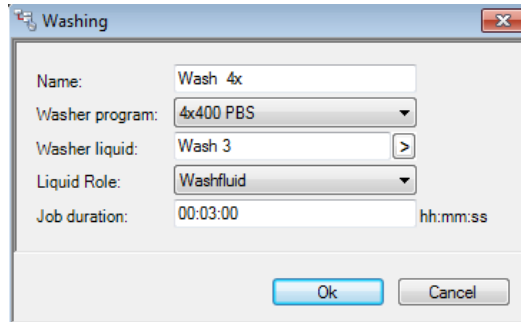 Washing
Name: Wash 4x
Washer program: 4x400 PBS
Washer liquid: Wash 3 >
Liquid Role: Washfluid
Job duration: 00:03:00 hh:mm:ss
Ok Cancel